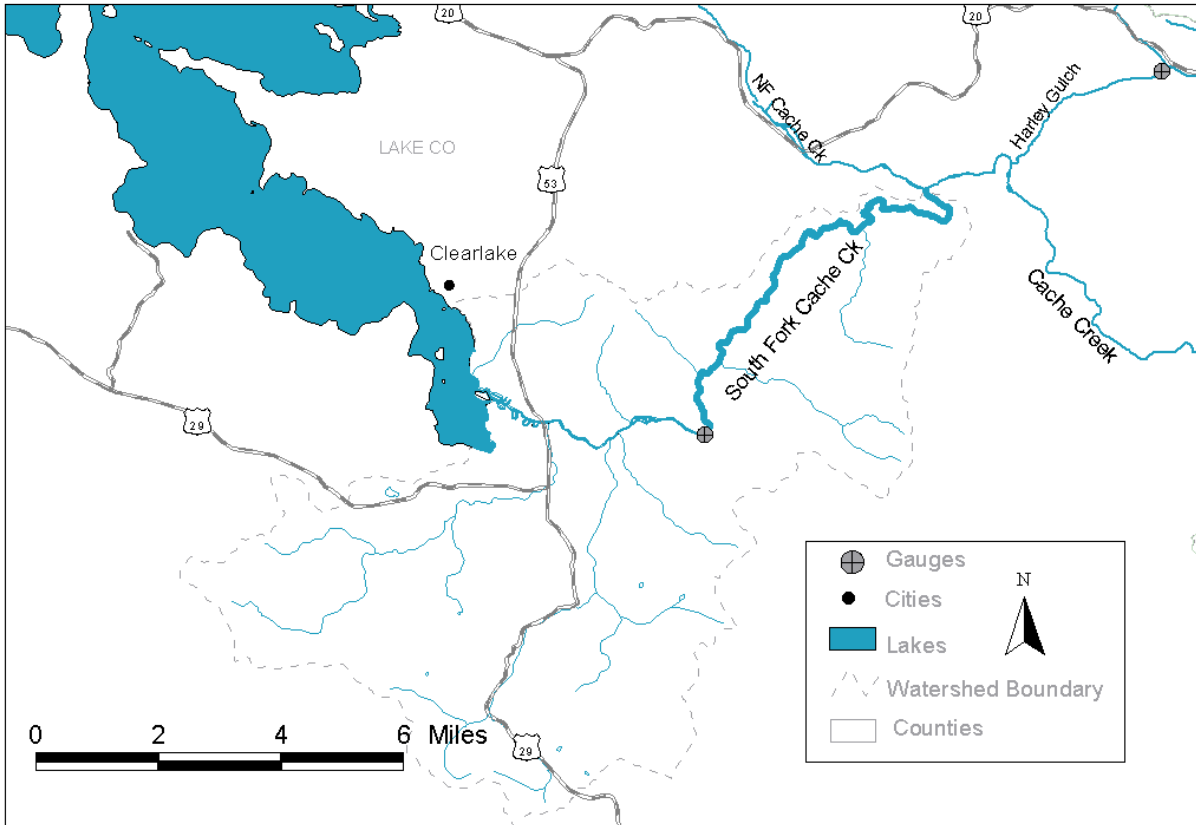 20
20
NF Cache Ck
Harley Gulch
LAKE CO
53
Clearlake
South Fork Cache Ck
Cache Creek
29
Gauges
N
Cities
Lakes
Watershed Boundary
Counties
0 2 4 6 Miles
29